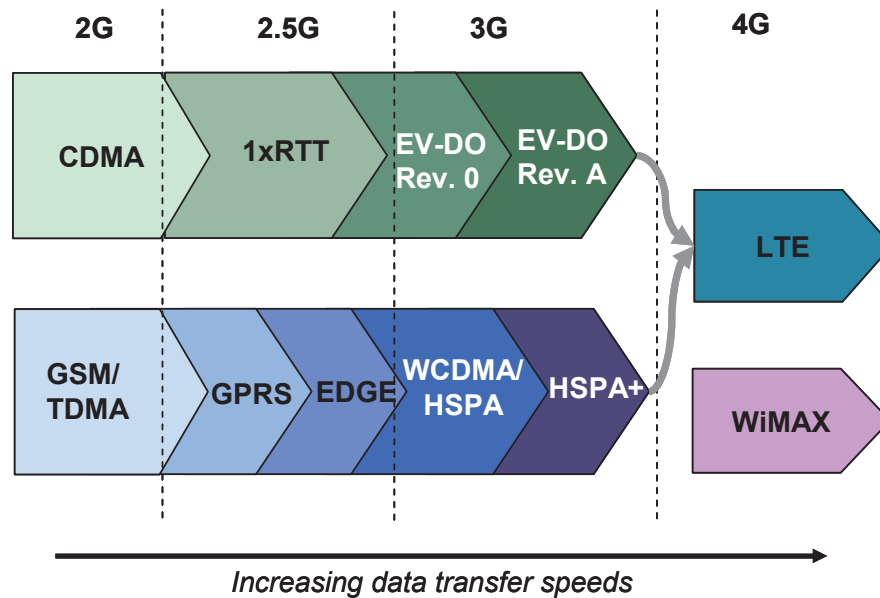 2G
2.5G
3G
4G
CDMA
1xRTT
EV-DO
Rev. 0
EV-DO
Rev. A
LTE
GSM/
TDMA
GPRS
EDGE
WCDMA/
HSPA
HSPA+
WiMAX
Increasing data transfer speeds